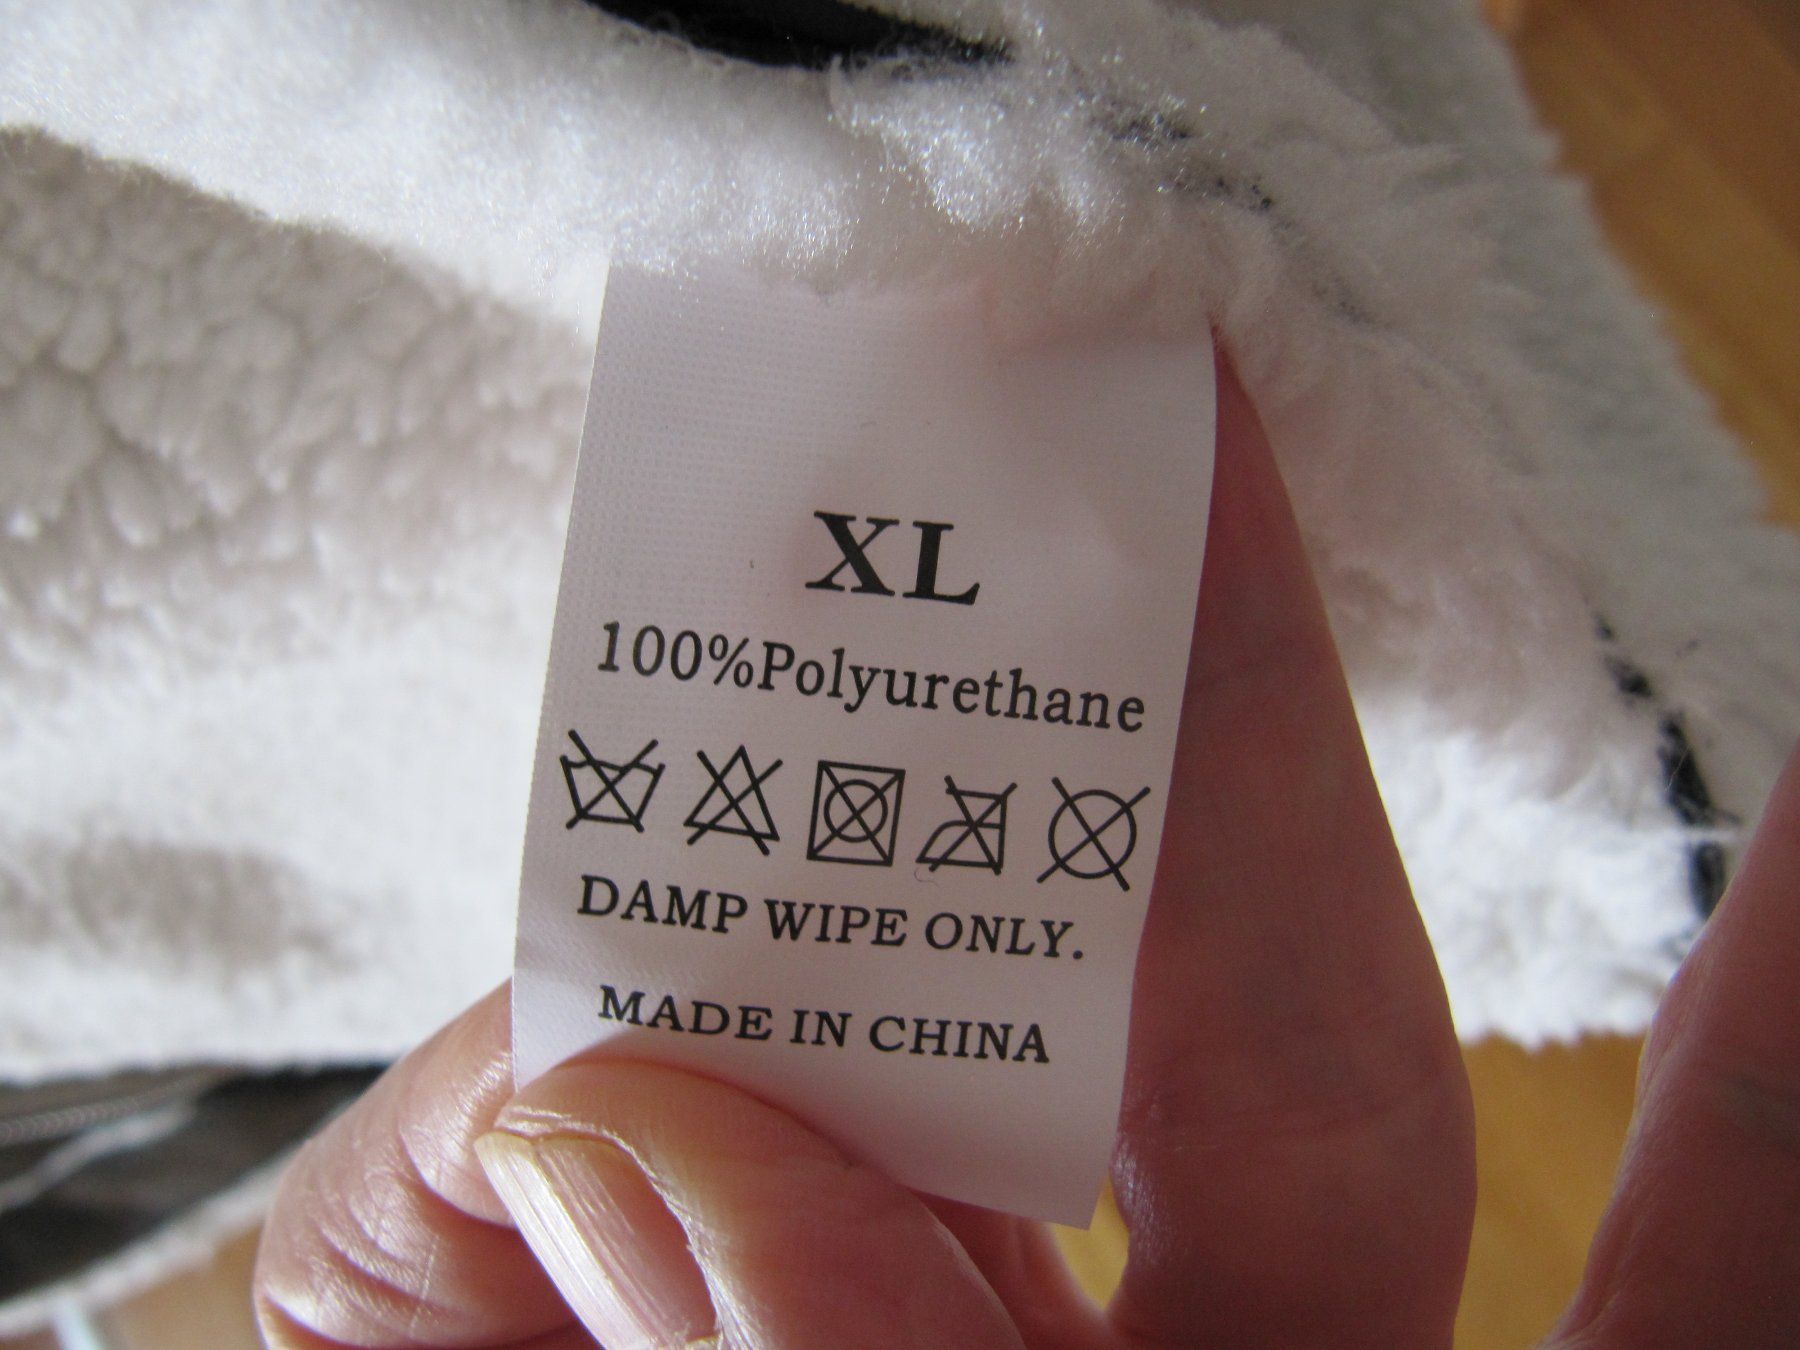 XL
100%Polyurethane
DAMP WIPE ONLY.
MADE IN CHINA